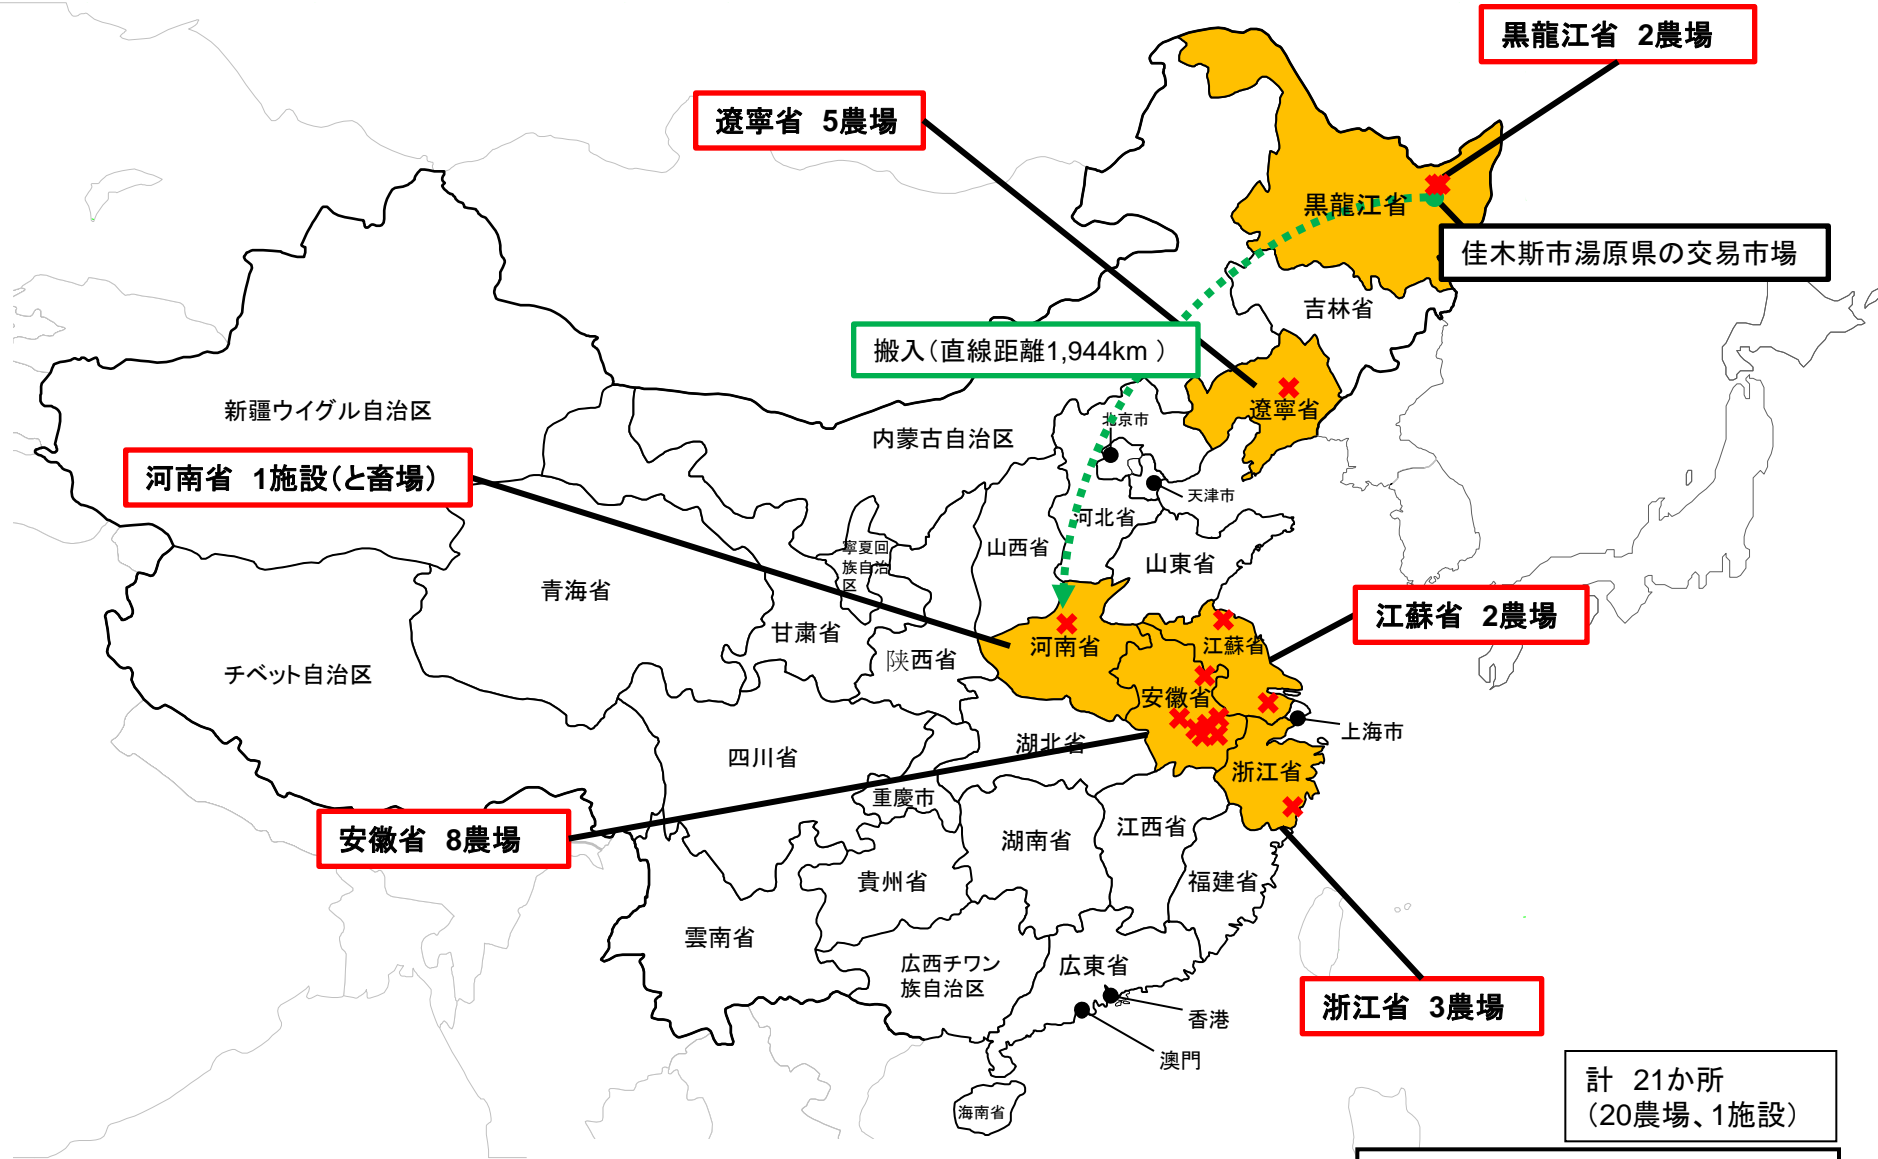 黒龍江省 2農場
遼寧省 5農場
黒龍江省
佳木斯市湯原県の交易市場
吉林省
搬入(直線距離1,944km )
遼寧省
新疆ウイグル自治区
内蒙古自治区
北京市
河南省 1施設(と畜場)
天津市
河北省
山西省
寧夏回
族自治
区
山東省
青海省
江蘇省 2農場
甘粛省
河南省
江蘇省
陕西省
チベット自治区
安徽省
上海市
湖北省
四川省
浙江省
重慶市
安徽省 8農場
湖南省
江西省
貴州省
福建省
雲南省
広西チワン
族自治区
広東省
浙江省 3農場
香港
澳門
計 21か所
(20農場、1施設)
海南省